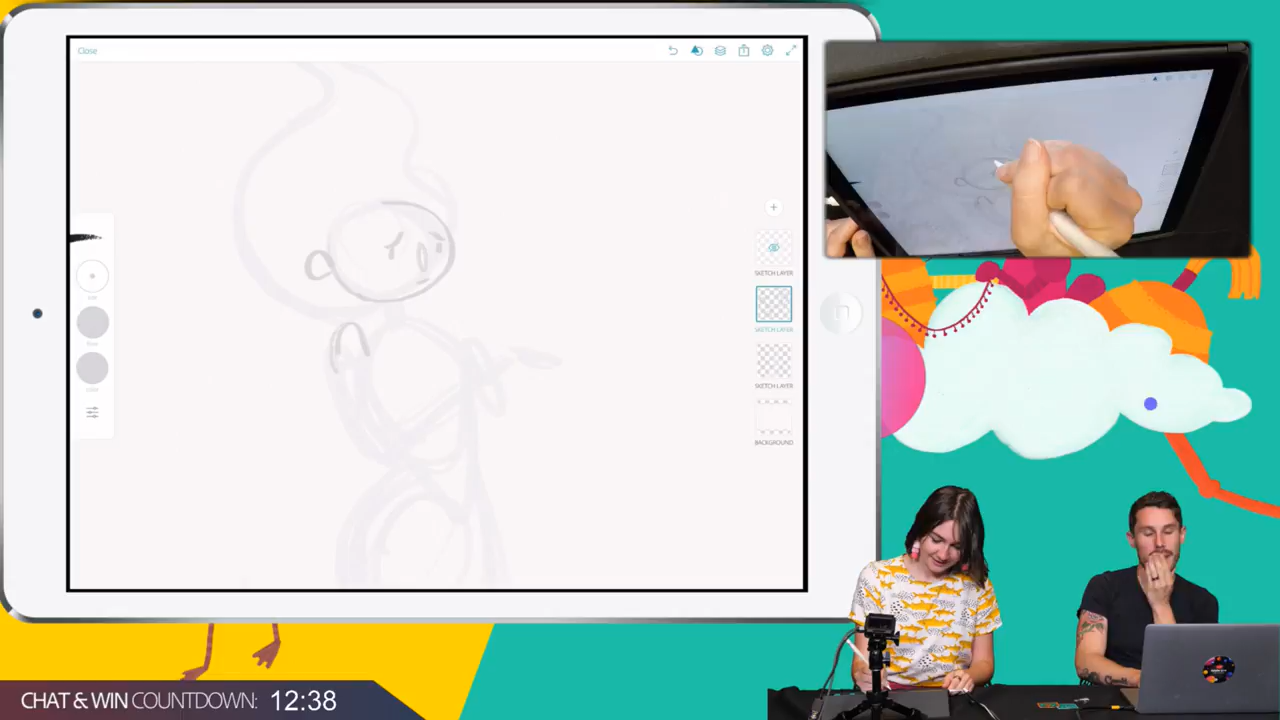 Close
SKETCH LAYER
SKETCH LAYER
SKETCH LAYER
BACKGROUND
CHAT & WIN COUNTDOWN: 12:38